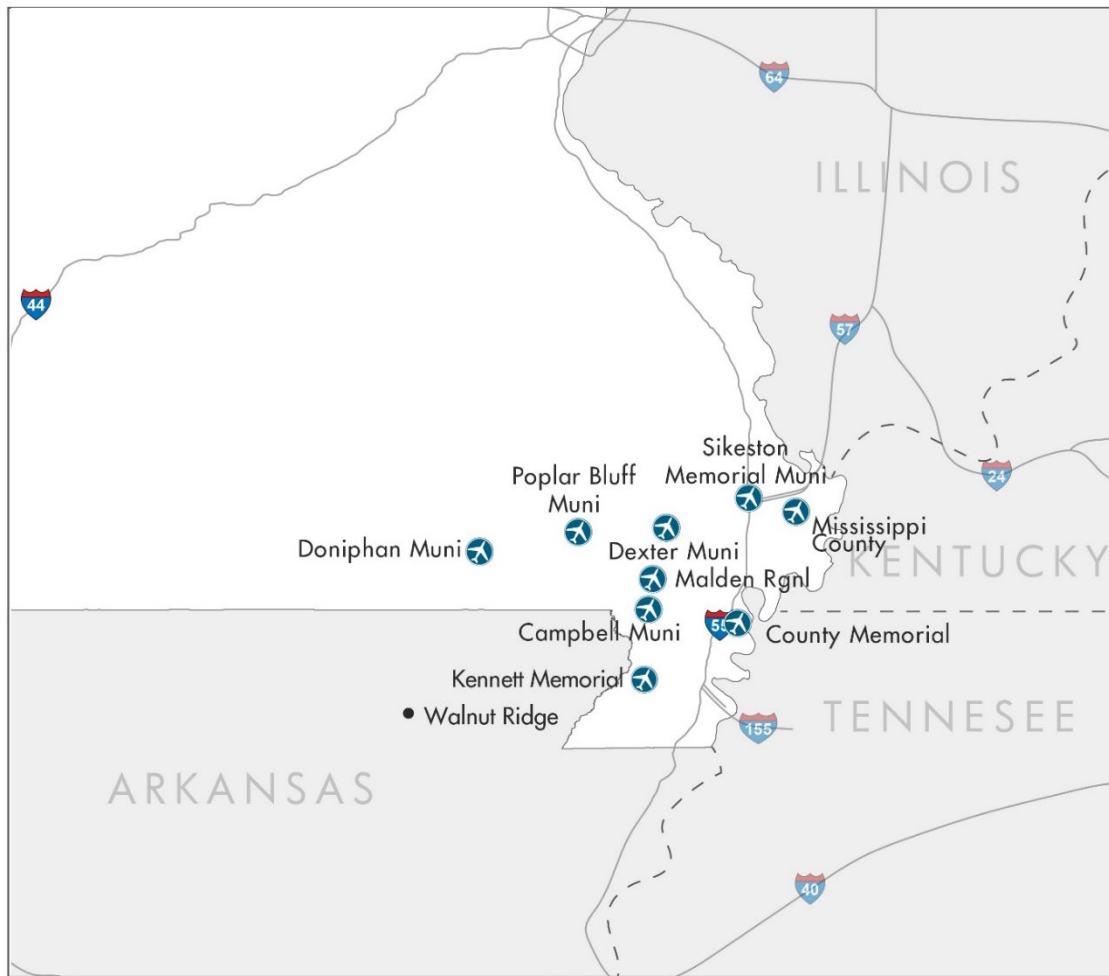 64
ILLINOIS
44
57
Sikeston
Memorial Muni
Poplar Bluff
Muni
24
Mississippi
County
Doniphan Muni
Dexter Muni
KENTUCKY
Malden Rgnl
Campbell Muni
55
County Memorial
Kennett Memorial
Walnut Ridge
TENNESEE
155
ARKANSAS
40